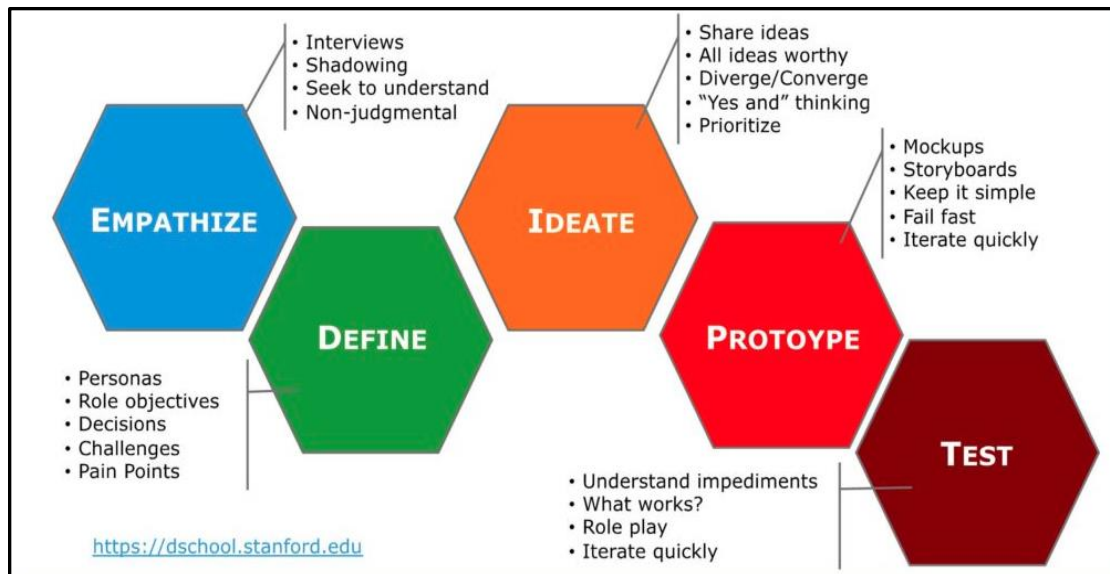 EMPATHIZE
• Interviews
• Shadowing
• Seek to understand
• Non-judgmental
DEFINE
• Personas
• Role objectives
• Decisions
• Challenges
• Pain Points
IDEATE
• Share ideas
• All ideas worthy
• Diverge/Converge
• “Yes and” thinking
• Prioritize
PROTOYPE
• Mockups
• Storyboards
• Keep it simple
• Fail fast
• Iterate quickly
TEST
• Understand impediments
• What works?
• Role play
• Iterate quickly
https://dschool.stanford.edu